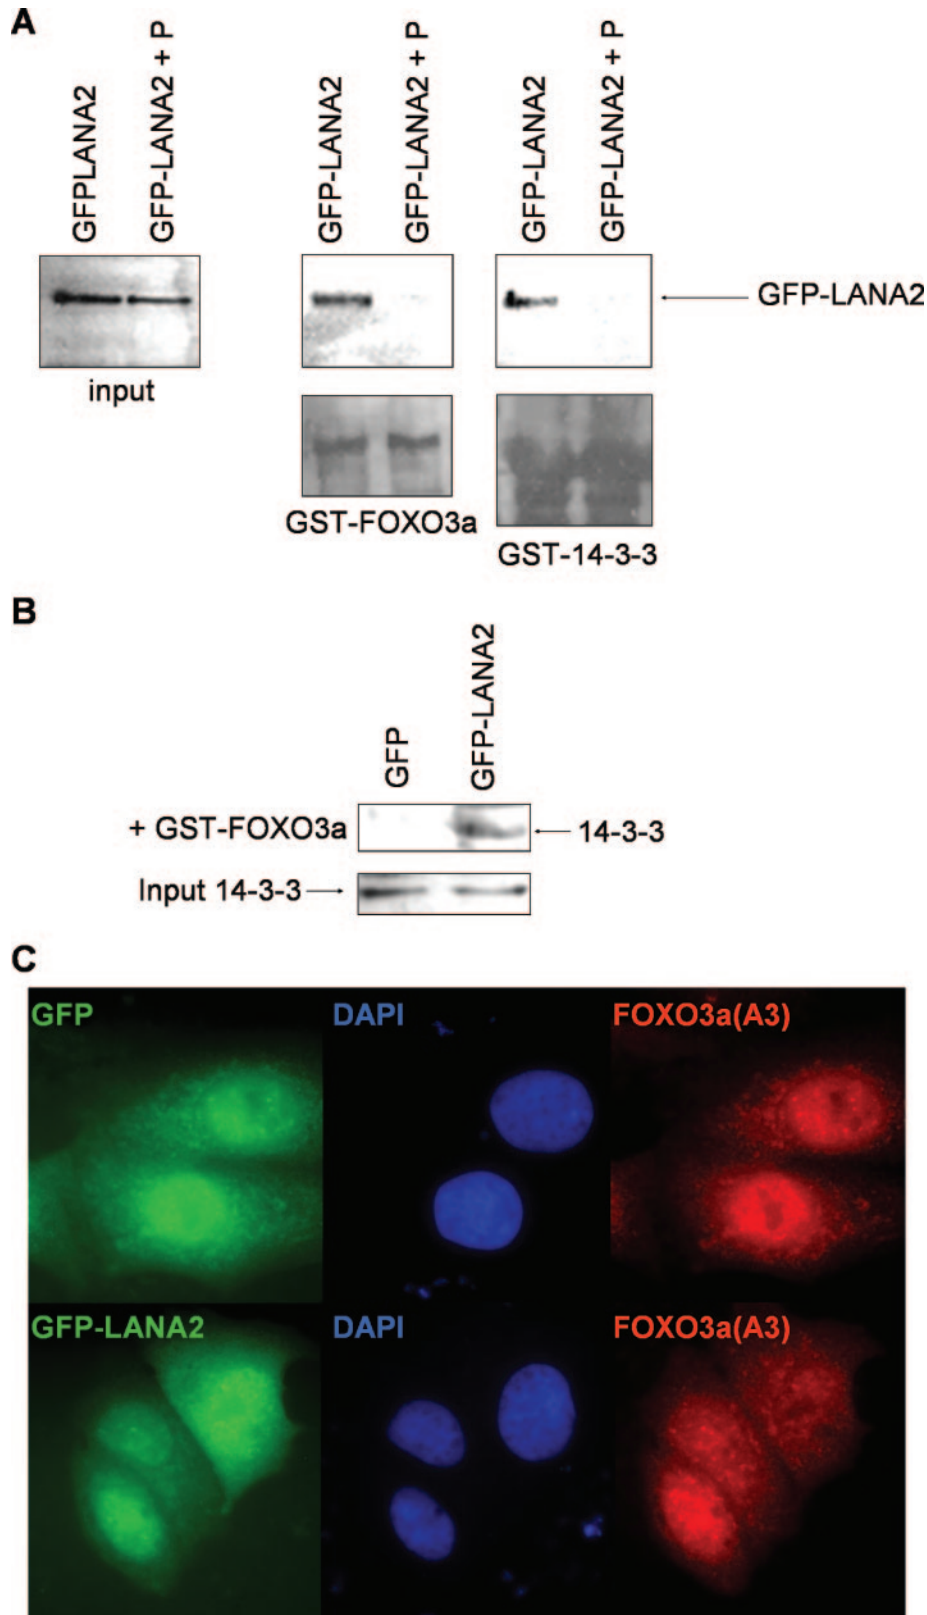 A
GFPLANA2
GFP-LANA2 + P
GFP-LANA2
GFP-LANA2 + P
GFP-LANA2
GFP-LANA2 + P
GFP-LANA2
input
GST-FOXO3a
GST-14-3-3
B
GFP
GFP-LANA2
+ GST-FOXO3a
14-3-3
Input 14-3-3
C
GFP
DAPI
FOXO3a(A3)
GFP-LANA2
DAPI
FOXO3a(A3)